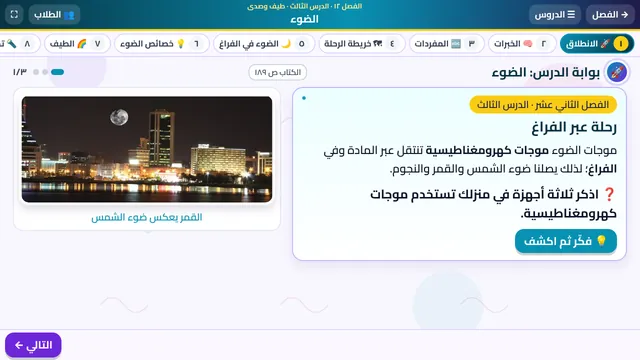 → الفصل
☰ الدروس
الفصل ١٢ · الدرس الثالث · طيف وصدى
الضوء
الطلاب
١ الانطلاق
٢ الخبرات
٣ المفردات
٤ خريطة الرحلة
٥ الضوء في الفراغ
٦ خصائص الضوء
٧ الطيف
٨
بوابة الدرس: الضوء
الكتاب ص ١٨٩
١/٣
الفصل الثاني عشر · الدرس الثالث
رحلة عبر الفراغ
موجات الضوء موجات كهرومغناطيسية تنتقل عبر المادة وفي
الفراغ؛ لذلك يصلنا ضوء الشمس والقمر والنجوم.
❓ اذكر ثلاثة أجهزة في منزلك تستخدم موجات
كهرومغناطيسية.
💡 فكّر ثم اكشف
القمر يعكس ضوء الشمس
التالي ←